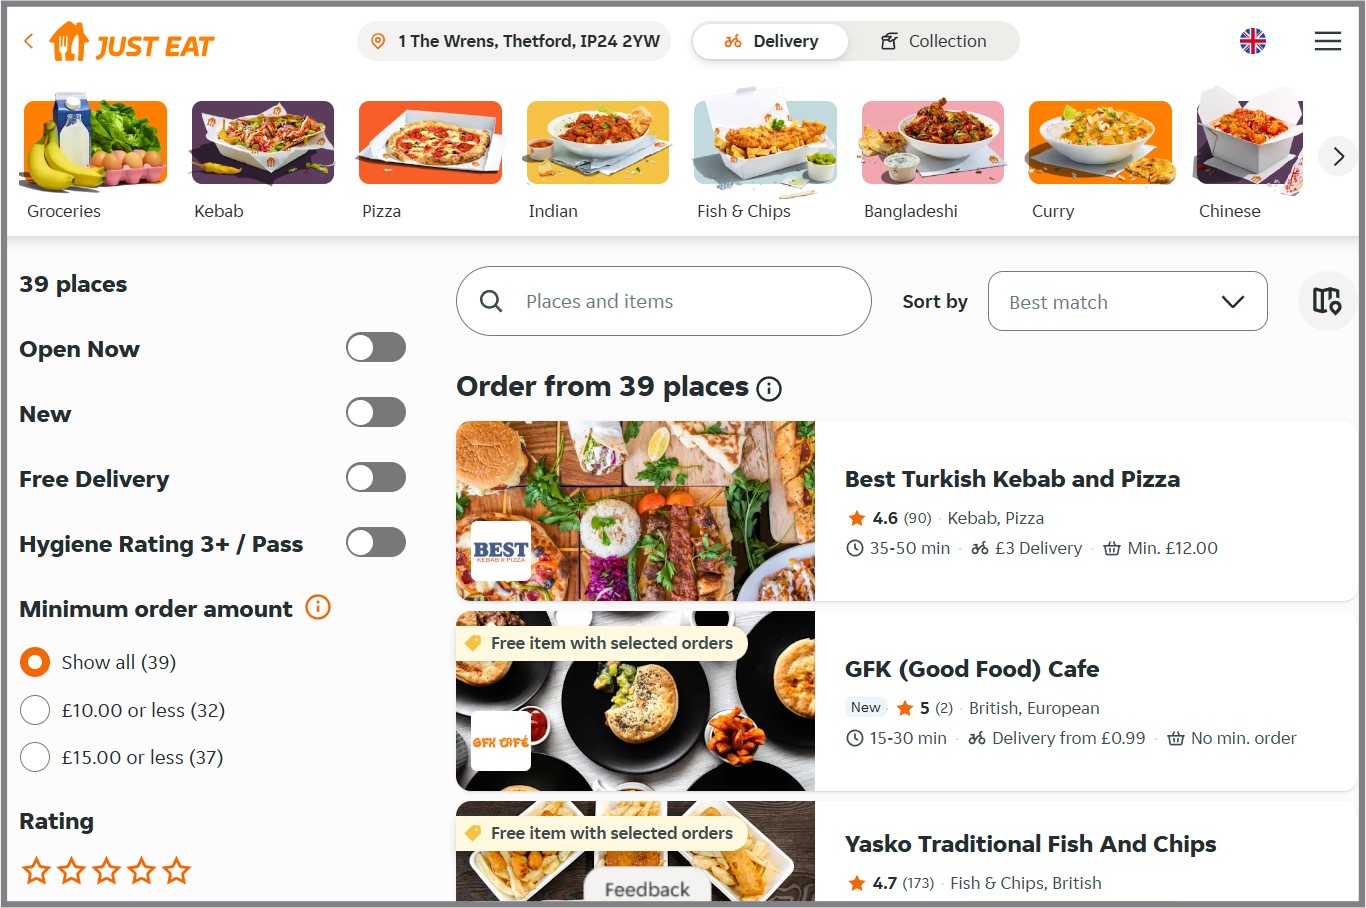 JUST EAT
1 The Wrens, Thetford, IP24 2YW
Delivery
Collection
Groceries
Kebab
Pizza
Indian
Fish & Chips
Bangladeshi
Curry
Chinese
39 places
Open Now
New
Free Delivery
Hygiene Rating 3+ / Pass
Minimum order amount
Show all (39)
£10.00 or less (32)
£15.00 or less (37)
Rating
Places and items
Sort by
Best match
Order from 39 places
BEST
KEBAB & PIZZA
Best Turkish Kebab and Pizza
4.6 (90) · Kebab, Pizza
35-50 min · £3 Delivery · Min. £12.00
Free item with selected orders
GFK CAFÉ
GFK (Good Food) Cafe
New 5 (2) · British, European
15-30 min · Delivery from £0.99 · No min. order
Free item with selected orders
Yasko Traditional Fish And Chips
4.7 (173) · Fish & Chips, British
Feedback